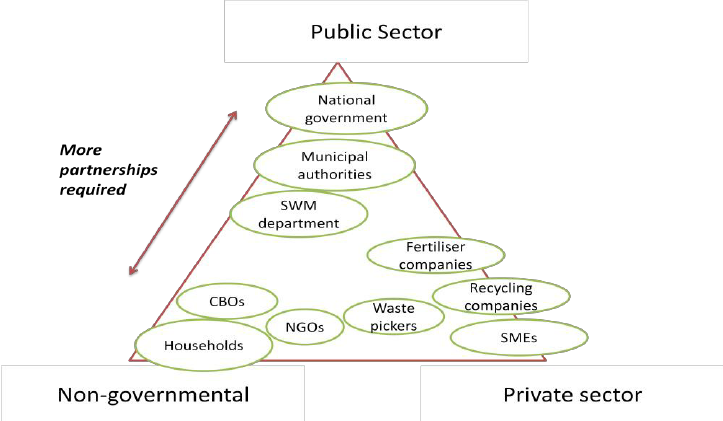 Public Sector
National
government
More
partnerships
required
Municipal
authorities
SWM
department
Fertiliser
companies
Recycling
companies
CBOs
NGOs
Waste
pickers
SMEs
Households
Non-governmental
Private sector